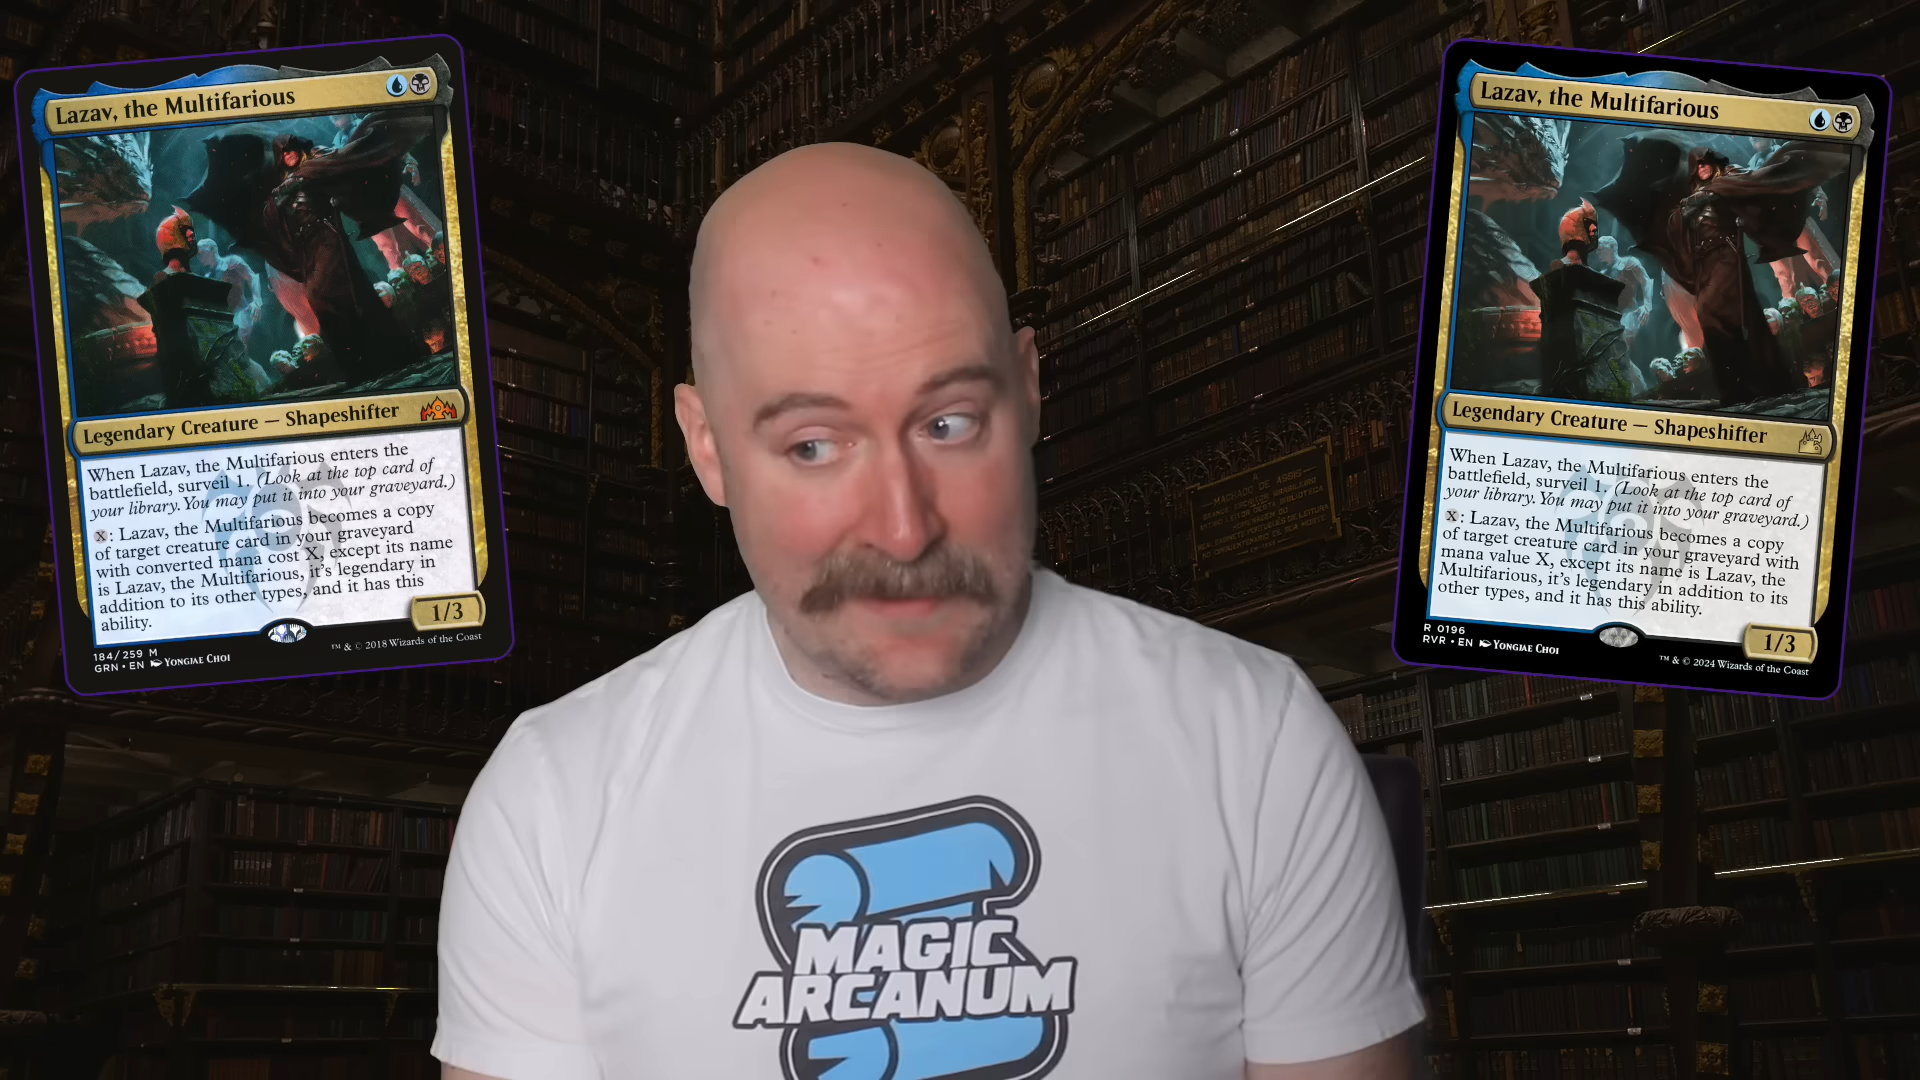 Lazav, the Multifarious
Legendary Creature — Shapeshifter
When Lazav, the Multifarious enters the
battlefield, surveil 1. (Look at the top card of
your library. You may put it into your graveyard.)
X: Lazav, the Multifarious becomes a copy
of target creature card in your graveyard
with converted mana cost X, except its name
is Lazav, the Multifarious, it's legendary in
addition to its other types, and it has this
ability.
1/3
184/259 M
GRN • EN Yongjae Choi
™ & © 2018 Wizards of the Coast
MAGIC
ARCANUM
Lazav, the Multifarious
Legendary Creature — Shapeshifter
When Lazav, the Multifarious enters the
battlefield, surveil 1. (Look at the top card of
your library. You may put it into your graveyard.)
X: Lazav, the Multifarious becomes a copy
of target creature card in your graveyard with
mana value X, except its name is Lazav, the
Multifarious, it's legendary in addition to its
other types, and it has this ability.
1/3
R 0196
RVR • EN Yongjae Choi
™ & © 2024 Wizards of the Coast